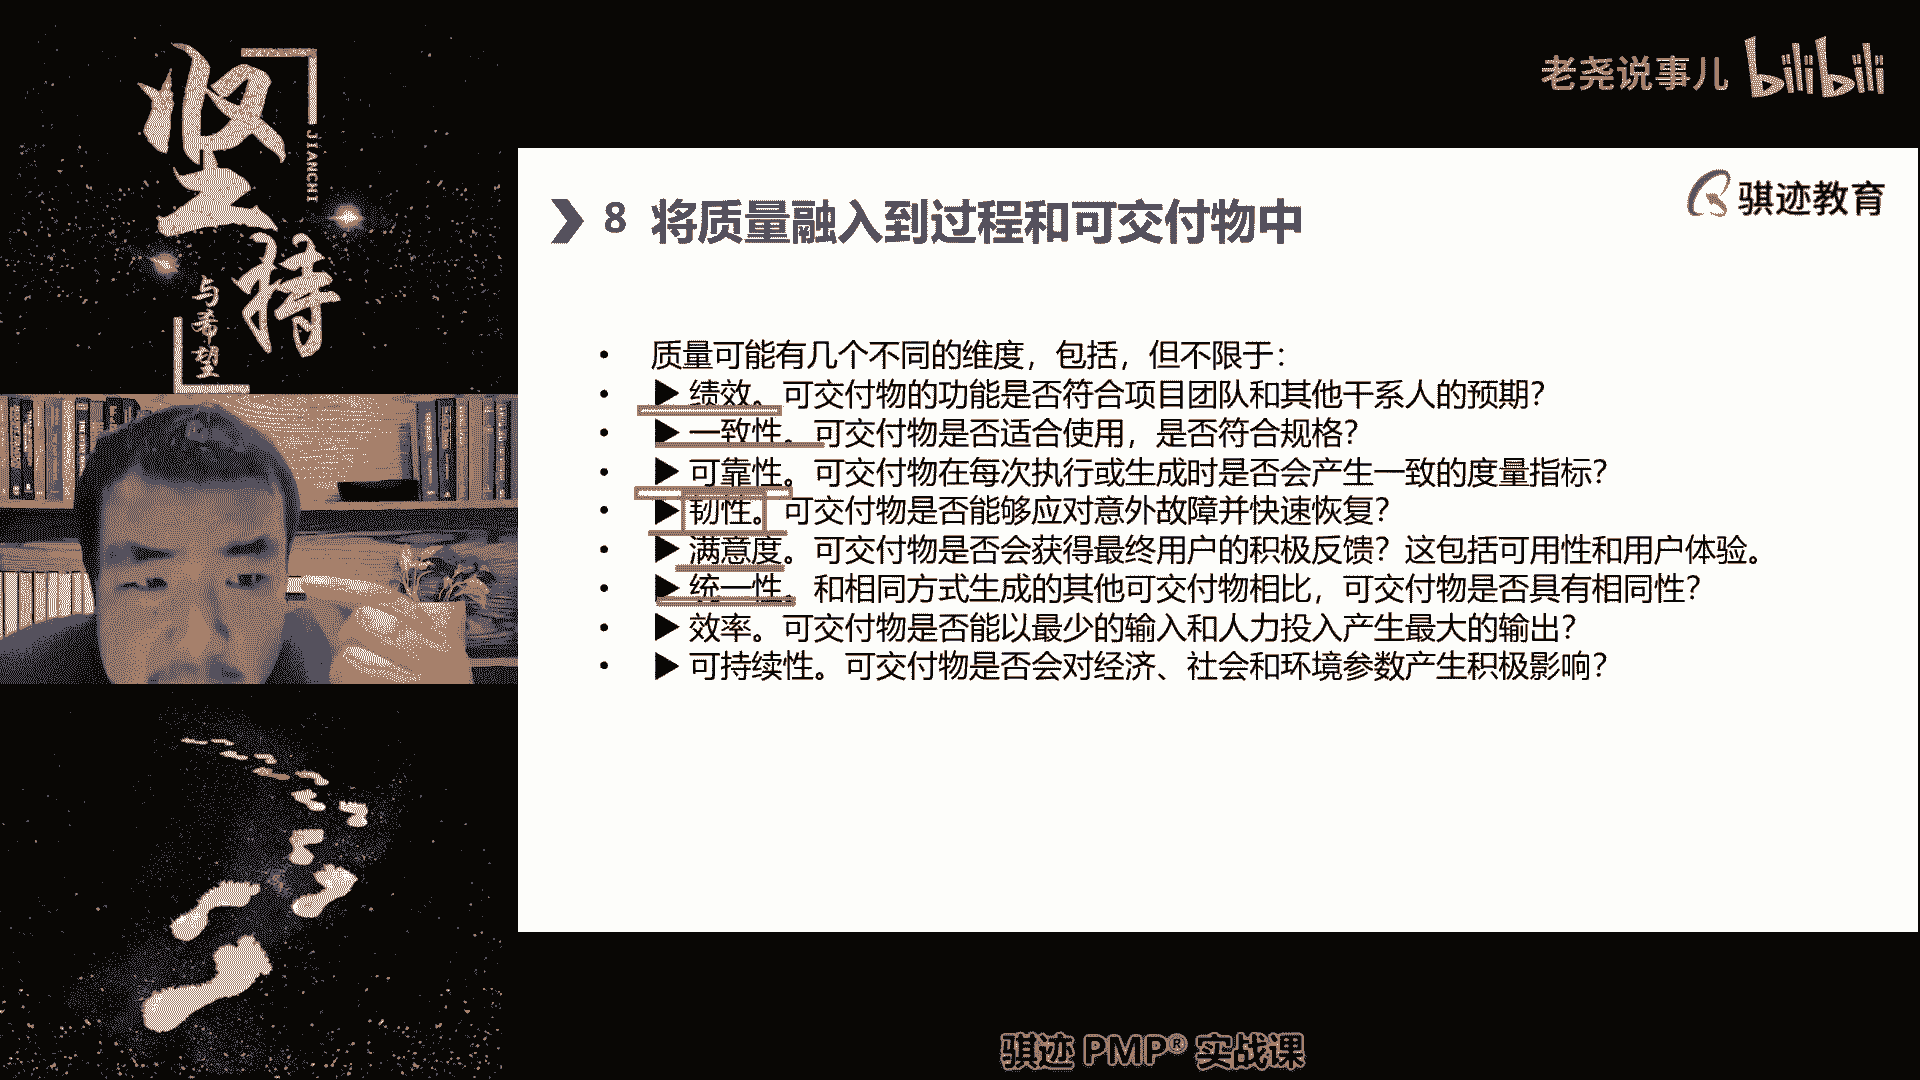 坚持
JIANCHI
与希望
老尧说事儿 bilibili
骐迹教育
8 将质量融入到过程和可交付物中
• 质量可能有几个不同的维度，包括，但不限于：
• ▶ 绩效。可交付物的功能是否符合项目团队和其他干系人的预期？
• ▶ 一致性。可交付物是否适合使用，是否符合规格？
• ▶ 可靠性。可交付物在每次执行或生成时是否会产生一致的度量指标？
• ▶ 韧性。可交付物是否能够应对意外故障并快速恢复？
• ▶ 满意度。可交付物是否会获得最终用户的积极反馈？这包括可用性和用户体验。
• ▶ 统一性。和相同方式生成的其他可交付物相比，可交付物是否具有相同性？
• ▶ 效率。可交付物是否能以最少的输入和人力投入产生最大的输出？
• ▶ 可持续性。可交付物是否会对经济、社会和环境参数产生积极影响？
骐迹 PMP® 实战课